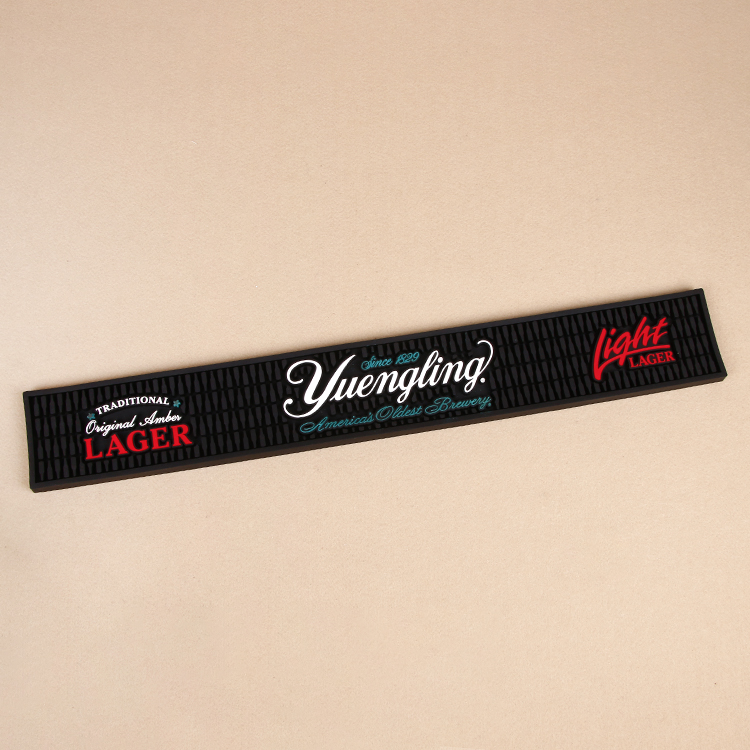 TRADITIONAL
Original Amber
LAGER
Since 1829
Yuengling.
America's Oldest Brewery.
Light
LAGER